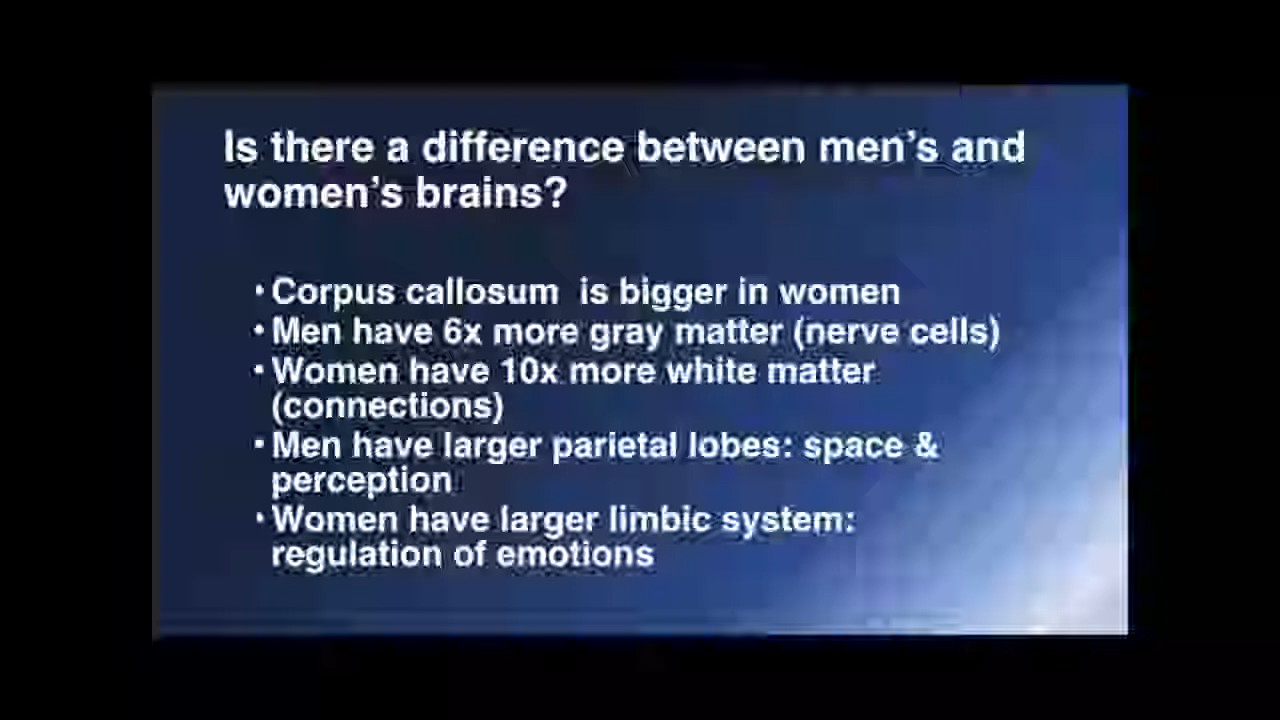 Is there a difference between men's and
women's brains?
• Corpus callosum is bigger in women
• Men have 6x more gray matter (nerve cells)
• Women have 10x more white matter
(connections)
• Men have larger parietal lobes: space &
perception
• Women have larger limbic system:
regulation of emotions